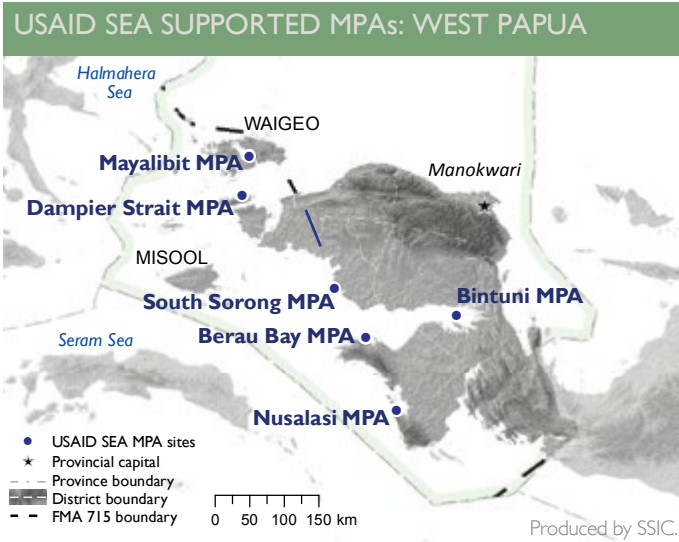 USAID SEA SUPPORTED MPAs: WEST PAPUA
Halmahera
Sea
WAIGEO
Mayalibit MPA
Manokwari
Dampier Strait MPA
MISOOL
South Sorong MPA
Bintuni MPA
Seram Sea
Berau Bay MPA
Nusalasi MPA
USAID SEA MPA sites
Provincial capital
Province boundary
District boundary
FMA 715 boundary
0 50 100 150 km
Produced by SSIC.